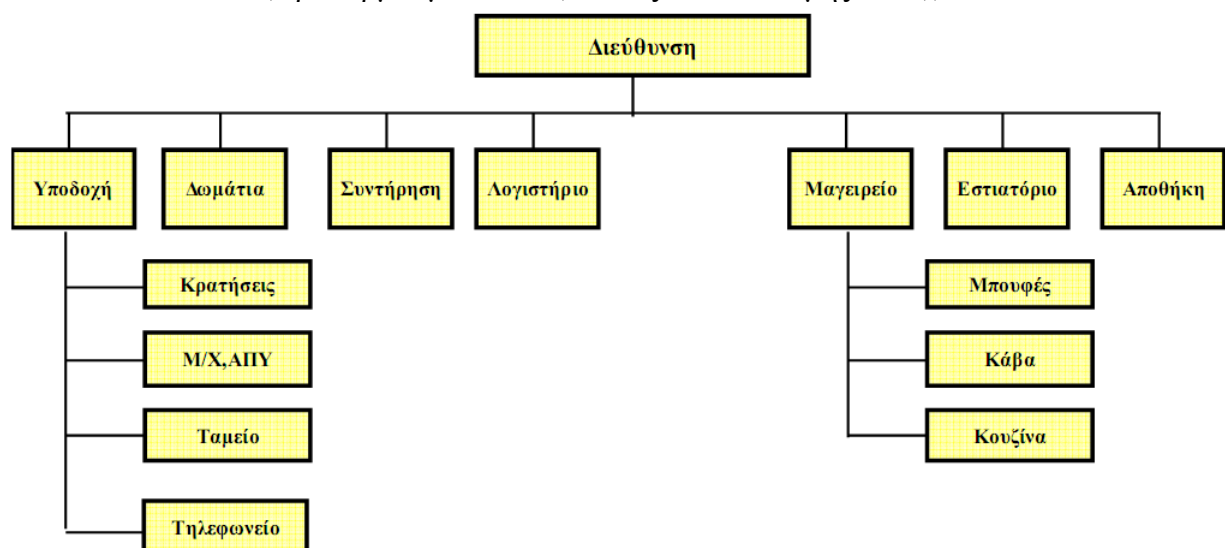 Διεύθυνση
Υποδοχή
Δωμάτια
Συντήρηση
Λογιστήριο
Μαγειρείο
Εστιατόριο
Αποθήκη
Κρατήσεις
Μ/Χ,ΑΠΥ
Ταμείο
Τηλεφωνείο
Μπουφές
Κάβα
Κουζίνα